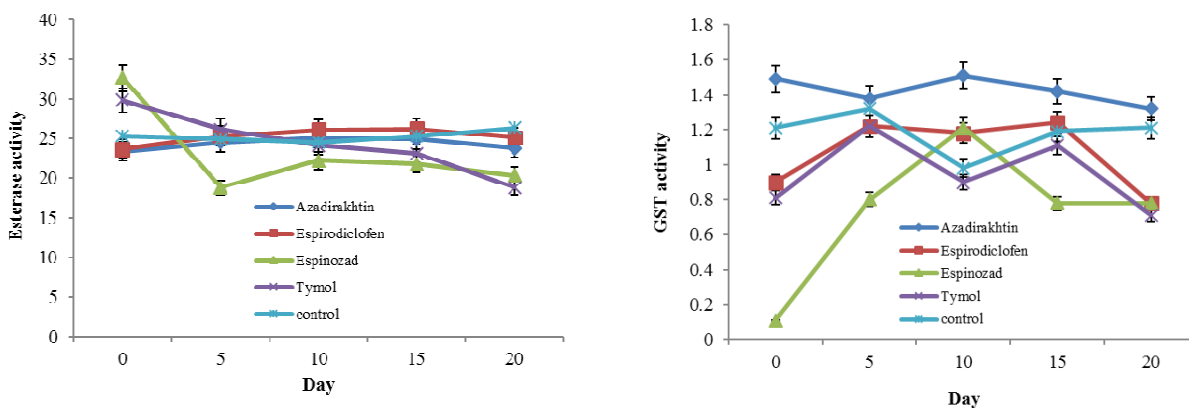 40
35
30
25
20
15
10
5
0
Esterase activity
Azadirakhtin
Espirodiclofen
Espinozad
Tymol
control
0 5 10 15 20
Day
1.8
1.6
1.4
1.2
1
0.8
0.6
0.4
0.2
0
GST activity
Azadirakhtin
Espirodiclofen
Espinozad
Tymol
control
0 5 10 15 20
Day